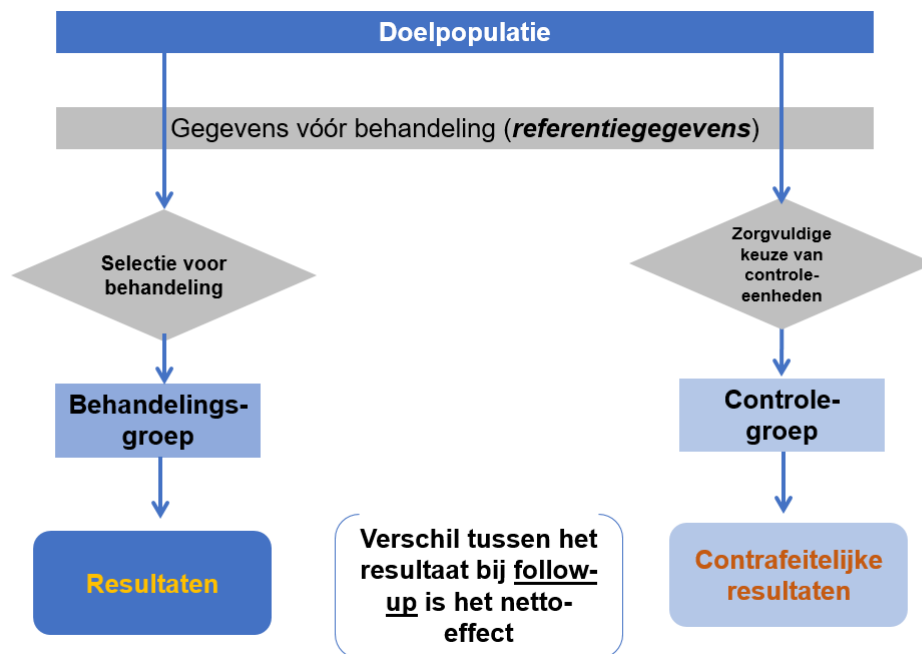 Doelpopulatie
Gegevens vóór behandeling (referentiegegevens)
Selectie voor
behandeling
Zorgvuldige
keuze van
controle-
eenheden
Behandelings-
groep
Controle-
groep
Resultaten
Verschil tussen het
resultaat bij follow-
up is het netto-
effect
Contrafeitelijke
resultaten